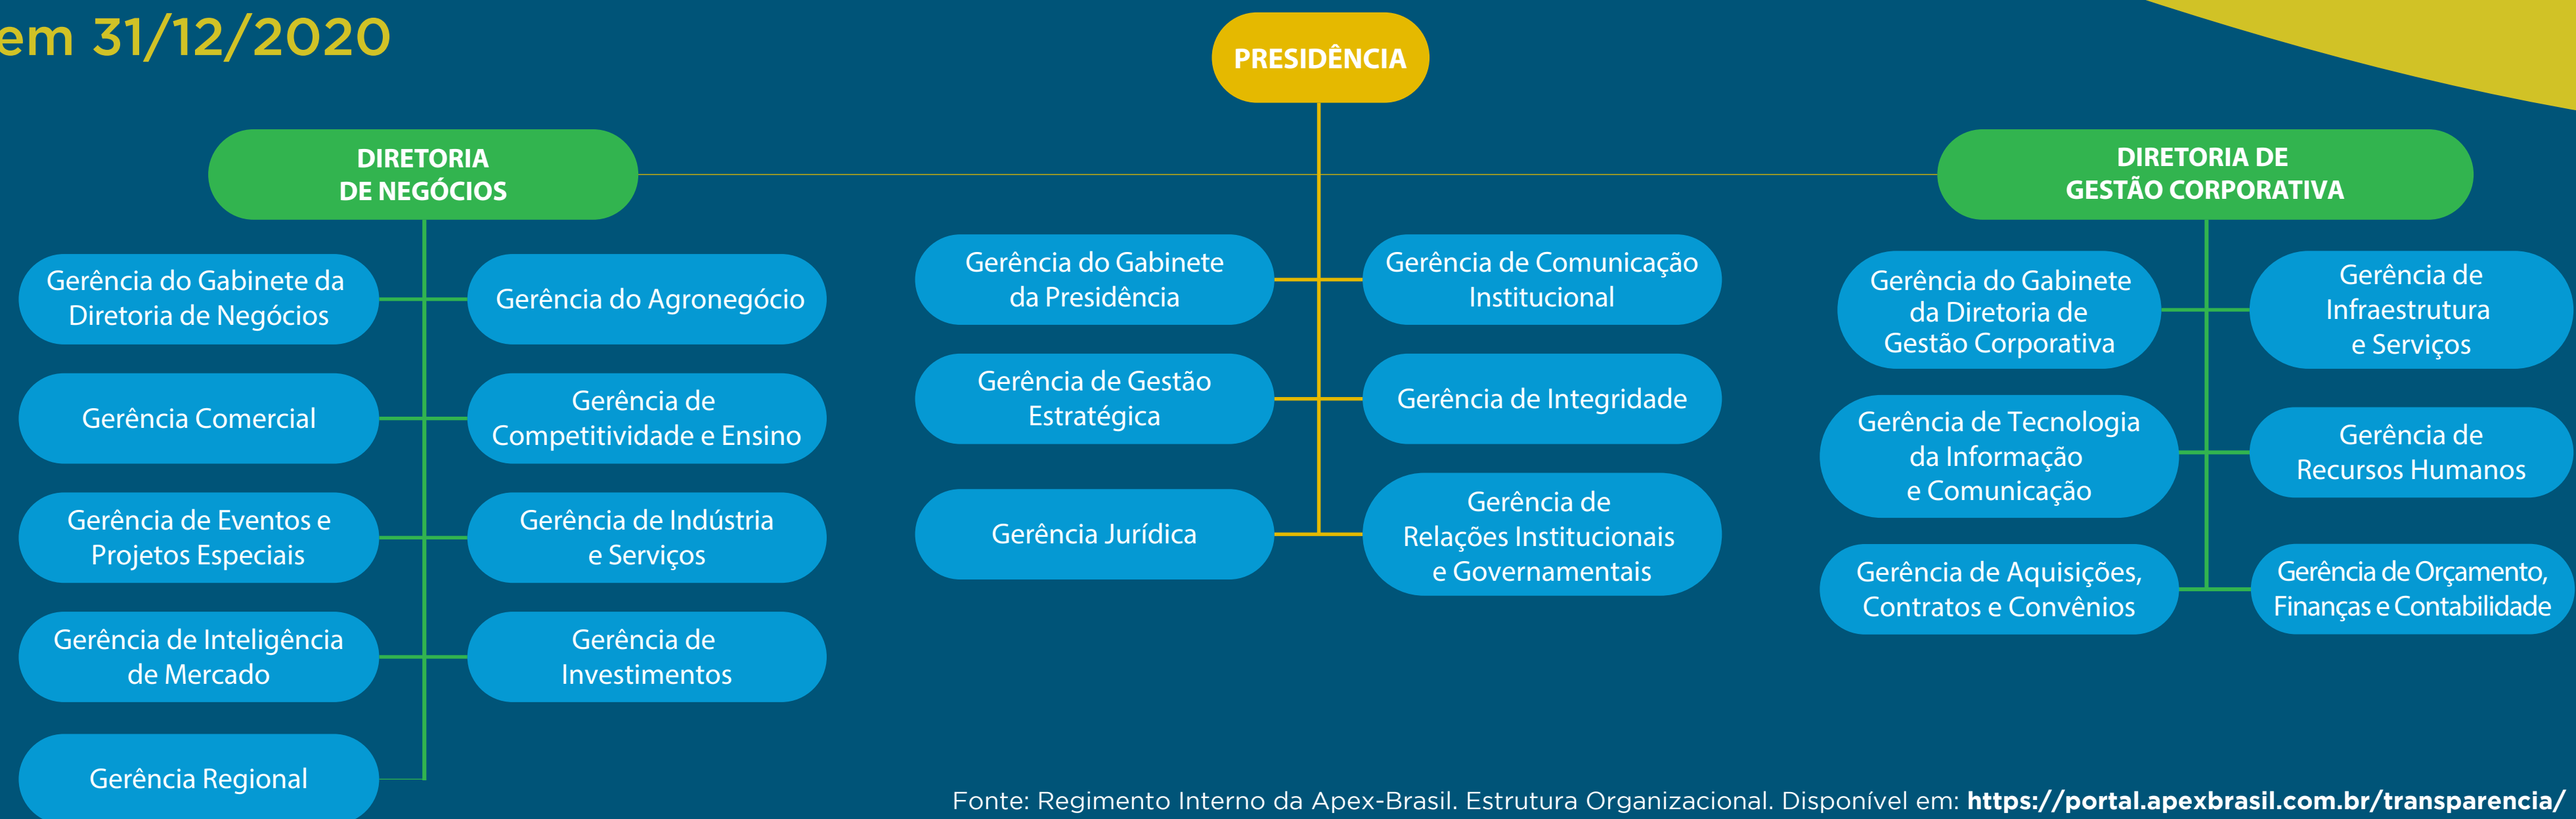 em 31/12/2020
PRESIDÊNCIA
DIRETORIA
DE NEGÓCIOS
Gerência do Gabinete da
Diretoria de Negócios
Gerência do Agronegócio
Gerência Comercial
Gerência de
Competitividade e Ensino
Gerência de Eventos e
Projetos Especiais
Gerência de Indústria
e Serviços
Gerência de Inteligência
de Mercado
Gerência de
Investimentos
Gerência Regional
Gerência do Gabinete
da Presidência
Gerência de Comunicação
Institucional
Gerência de Gestão
Estratégica
Gerência de Integridade
Gerência Jurídica
Gerência de
Relações Institucionais
e Governamentais
DIRETORIA DE
GESTÃO CORPORATIVA
Gerência do Gabinete
da Diretoria de
Gestão Corporativa
Gerência de
Infraestrutura
e Serviços
Gerência de Tecnologia
da Informação
e Comunicação
Gerência de
Recursos Humanos
Gerência de Aquisições,
Contratos e Convênios
Gerência de Orçamento,
Finanças e Contabilidade
Fonte: Regimento Interno da Apex-Brasil. Estrutura Organizacional. Disponível em: https://portal.apexbrasil.com.br/transparencia/